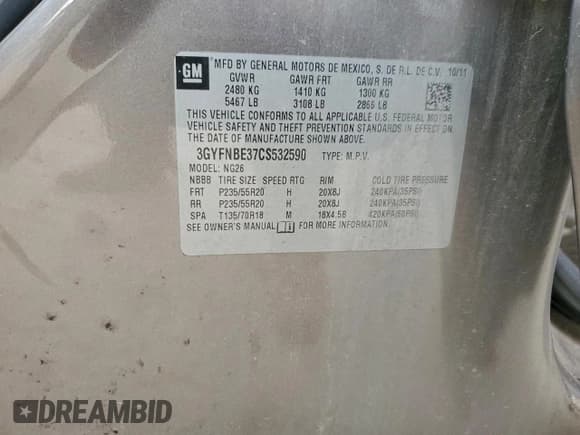 GM
MFD BY GENERAL MOTORS DE MEXICO, S. DE R.L. DE C.V. 10/11
GVWR GAWR FRT GAWR RR
2480 KG 1410 KG 1300 KG
5467 LB 3108 LB 2866 LB
THIS VEHICLE CONFORMS TO ALL APPLICABLE U.S. FEDERAL MOTOR
VEHICLE SAFETY AND THEFT PREVENTION STANDARDS IN EFFECT ON
THE DATE OF MANUFACTURE SHOWN ABOVE.
3GYFNBE37CS532590 TYPE: M.P.V.
MODEL: NG26
NBBB TIRE SIZE SPEED RTG RIM COLD TIRE PRESSURE
FRT P235/55R20 H 20X8J 240KPA(35PSI)
RR P235/55R20 H 20X8J 240KPA(35PSI)
SPA T135/70R18 M 18X4.5B 420KPA(60PSI)
SEE OWNER'S MANUAL FOR MORE INFORMATION.
DREAMBID